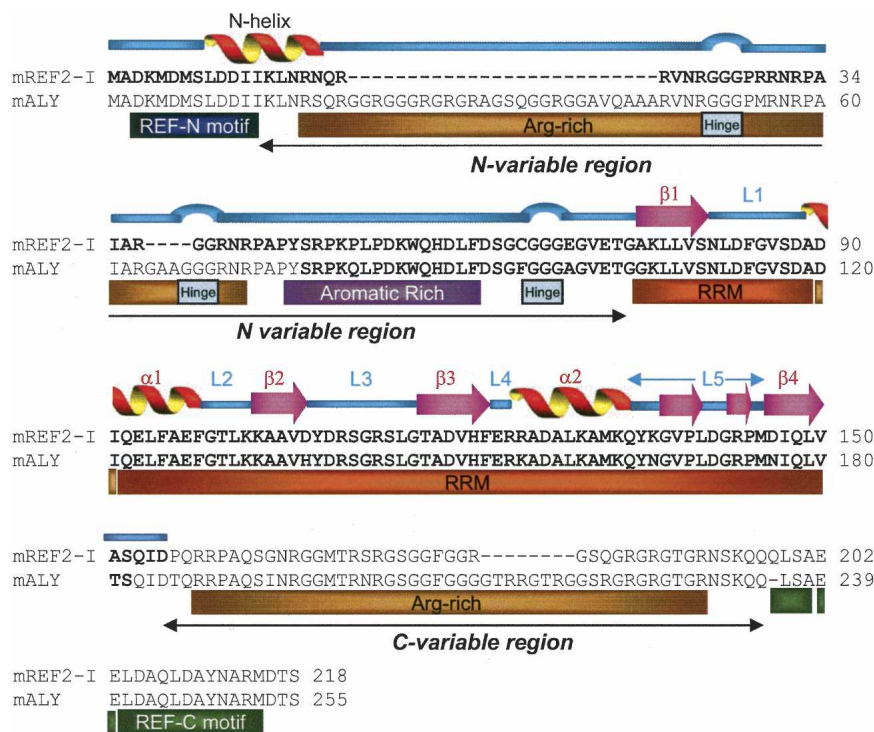 N-helix
mREF2-I MADKMDMSLDDIIKLNRNQR--------------------------RVNRGGGPRRNRPA 34
mALY MADKMDMSLDDIIKLNRSQRGGRGGGRGRGRAGSQGGRGGAVQAAARVNRGGGPMRNRPA 60
REF-N motif Arg-rich Hinge
N-variable region
β1 L1
mREF2-I IAR----GGRNRPAPYSRPKPLPDKWQHDLFDSGCGGGEGVETGAKLLVSNLDFGVSDAD 90
mALY IARGAAGGGRNRPAPYSRPKQLPDKWQHDLFDSGFGGGAGVETGGKLLVSNLDFGVSDAD 120
Hinge Aromatic Rich Hinge RRM
N variable region
α1 L2 β2 L3 β3 L4 α2 L5 β4
mREF2-I IQELFAEFGTLKKAAVDYDRSGRSLGTADVHFERRADALKAMKQYKGVPLDGRPMDIQLV 150
mALY IQELFAEFGTLKKAAVHYDRSGRSLGTADVHFERKADALKAMKQYNGVPLDGRPMNIQLV 180
RRM
mREF2-I ASQIDPQRRPAQSGNRGGMTRSRGSGGFGGR--------GSQGRGRGTGRNSKQQQLSAE 202
mALY TSQIDTQRRPAQSINRGGMTRNRGSGGFGGGGTRRGTRGGSRGRGRGTGRNSKQQ-LSAE 239
Arg-rich
C-variable region
mREF2-I ELDAQLDAYNARMDTS 218
mALY ELDAQLDAYNARMDTS 255
REF-C motif